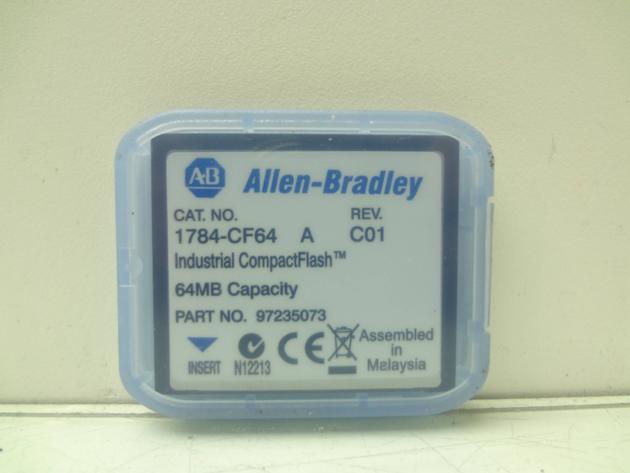 AB Allen-Bradley
CAT. NO. REV.
1784-CF64 A C01
Industrial CompactFlash™
64MB Capacity
PART NO. 97235073
INSERT N12213 CE Assembled
in
Malaysia